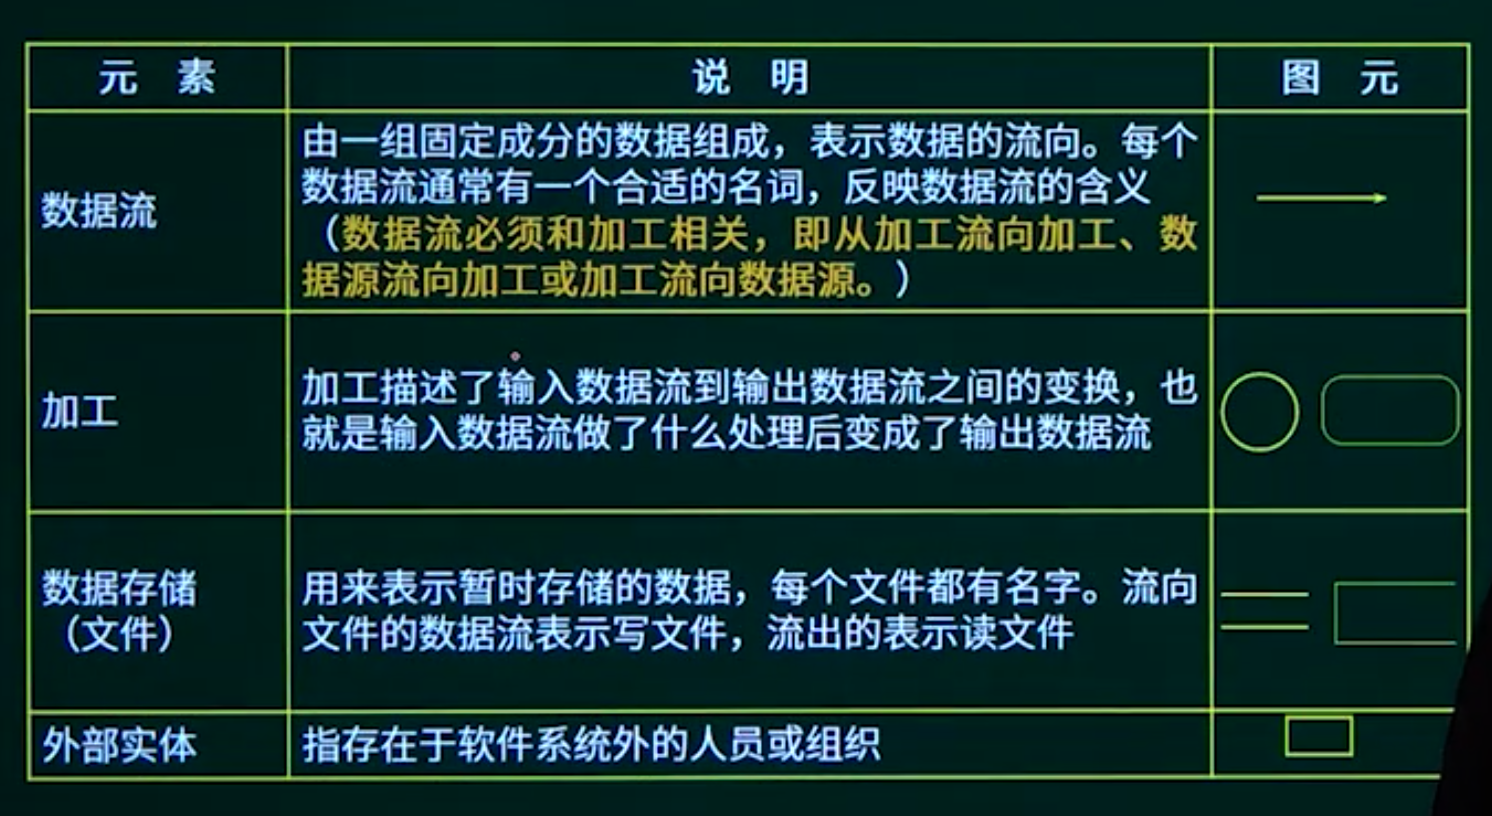 元 素
说 明
图 元
数据流
由一组固定成分的数据组成，表示数据的流向。每个
数据流通常有一个合适的名词，反映数据流的含义
（数据流必须和加工相关，即从加工流向加工、数
据源流向加工或加工流向数据源。）
加工
加工描述了输入数据流到输出数据流之间的变换，也
就是输入数据流做了什么处理后变成了输出数据流
数据存储
（文件）
用来表示暂时存储的数据，每个文件都有名字。流向
文件的数据流表示写文件，流出的表示读文件
外部实体
指存在于软件系统外的人员或组织